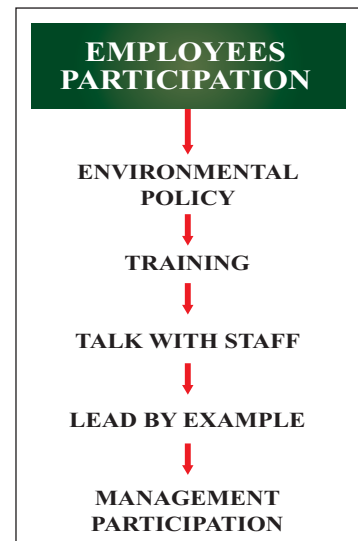 EMPLOYEES
PARTICIPATION
ENVIRONMENTAL
POLICY
TRAINING
TALK WITH STAFF
LEAD BY EXAMPLE
MANAGEMENT
PARTICIPATION